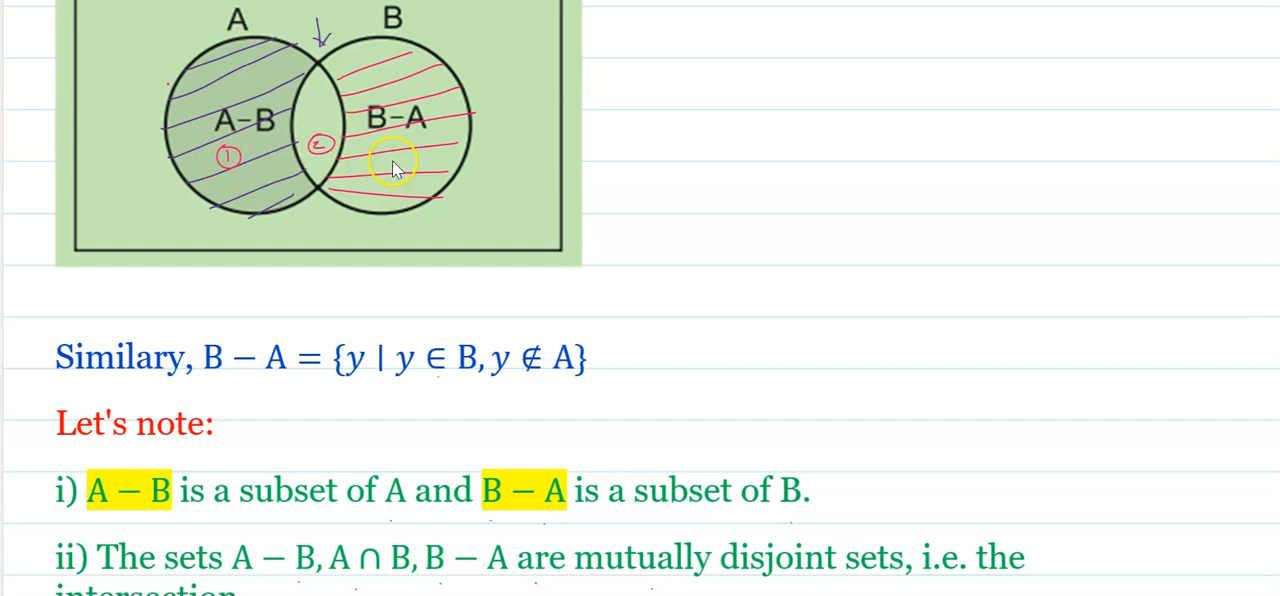 A B
A–B B–A
① ②
Similary, B − A = {y | y ∈ B, y ∉ A}
Let's note:
i) A − B is a subset of A and B − A is a subset of B.
ii) The sets A − B, A ∩ B, B − A are mutually disjoint sets, i.e. the
intersection